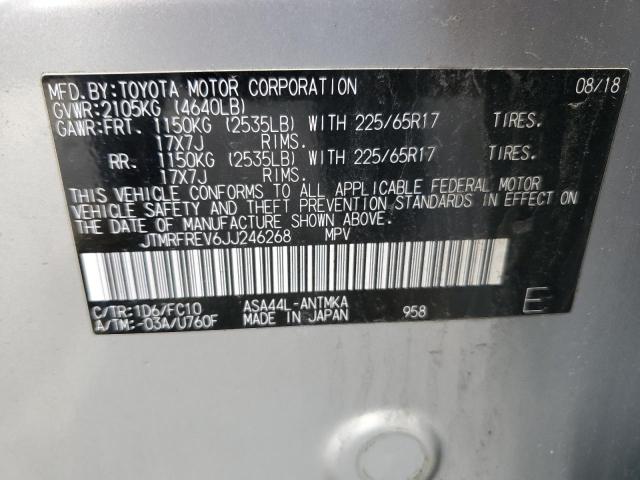 MFD.BY:TOYOTA MOTOR CORPORATION 08/18
GVWR:2105KG (4640LB)
GAWR:FRT. 1150KG (2535LB) WITH 225/65R17 TIRES.
17X7J RIMS.
RR. 1150KG (2535LB) WITH 225/65R17 TIRES.
17X7J RIMS.
THIS VEHICLE CONFORMS TO ALL APPLICABLE FEDERAL MOTOR
VEHICLE SAFETY AND THEFT PREVENTION STANDARDS IN EFFECT ON
THE DATE OF MANUFACTURE SHOWN ABOVE.
JTMRFREV6JJ246268 MPV
C/TR:1D6/FC10 ASA44L-ANTMKA
A/TM:-03A/U760F MADE IN JAPAN 958 E